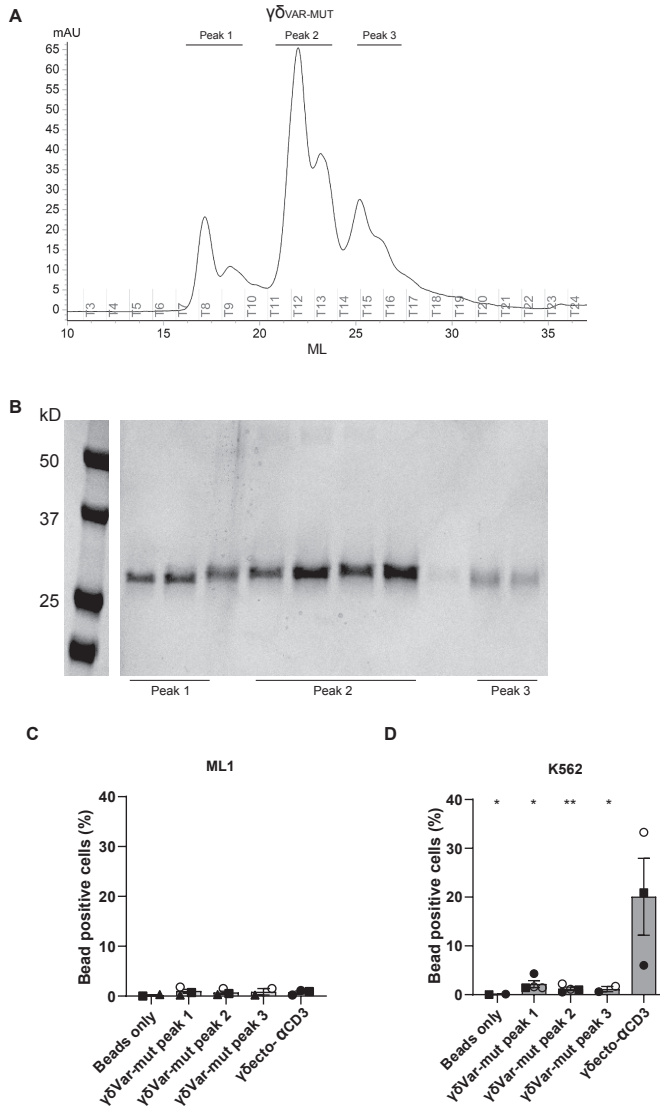 A
γδVAR-MUT
mAU
Peak 1 Peak 2 Peak 3
65
60
55
50
45
40
35
30
25
20
15
10
5
0
T3 T4 T5 T6 T7 T8 T9 T10 T11 T12 T13 T14 T15 T16 T17 T18 T19 T20 T21 T22 T23 T24
10 15 20 25 30 35
ML
B
kD
50
37
25
Peak 1 Peak 2 Peak 3
C
ML1
Bead positive cells (%)
40
30
20
10
0
Beads only
γδVar-mut peak 1
γδVar-mut peak 2
γδVar-mut peak 3
γδecto- αCD3
D
K562
Bead positive cells (%)
* * ** *
40
30
20
10
0
Beads only
γδVar-mut peak 1
γδVar-mut peak 2
γδVar-mut peak 3
γδecto-αCD3